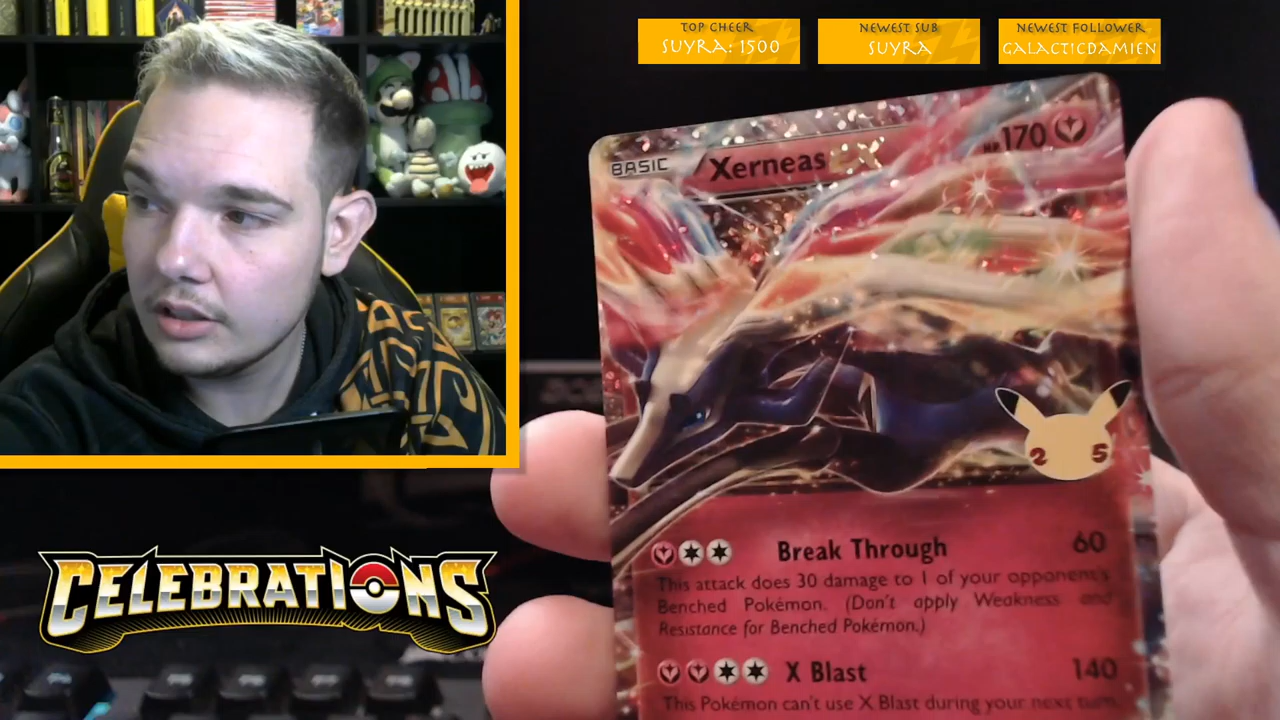 TOP CHEER
SUYRA: 1500
NEWEST SUB
SUYRA
NEWEST FOLLOWER
GALACTICDAMIEN
BASIC
Xerneas EX
HP 170
25
Break Through 60
This attack does 30 damage to 1 of your opponent's
Benched Pokémon. (Don't apply Weakness and
Resistance for Benched Pokémon.)
X Blast 140
This Pokémon can't use X Blast during your next turn.
CELEBRATIONS